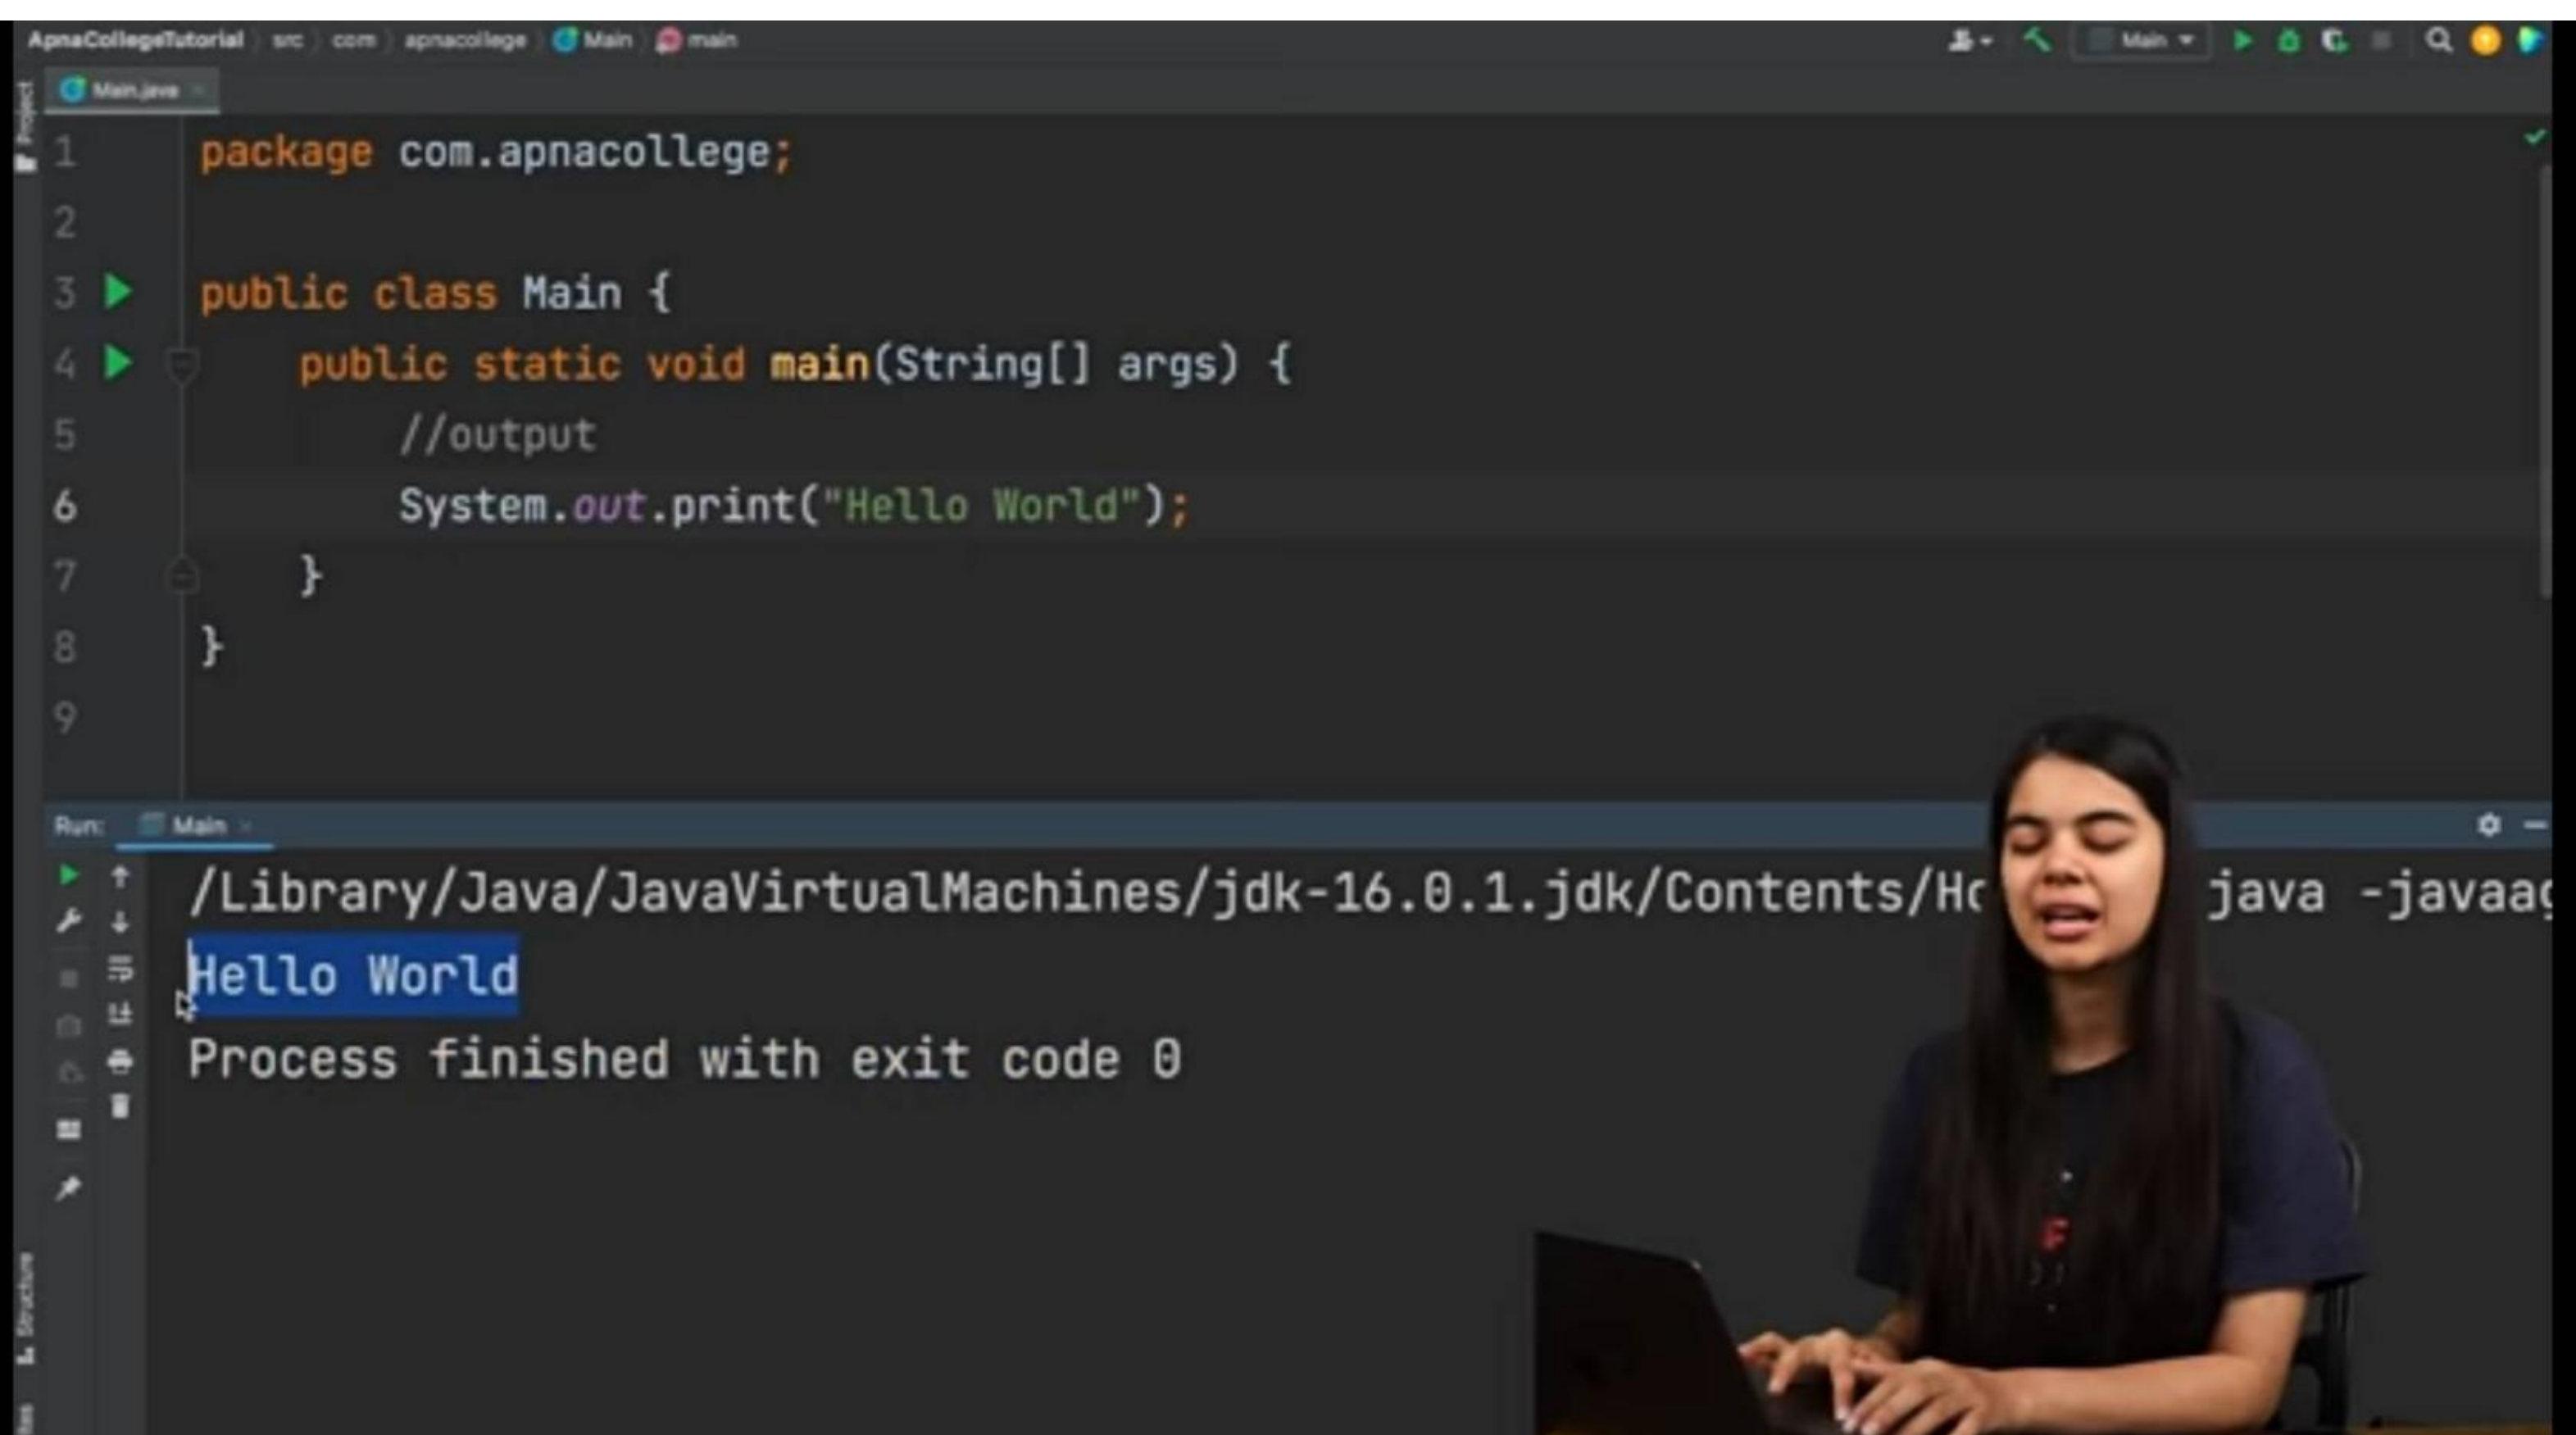 ApnaCollegeTutorial src com apnacollege Main main
Main
Main.java
Project
1 package com.apnacollege;
2
3 public class Main {
4 public static void main(String[] args) {
5 //output
6 System.out.print("Hello World");
7 }
8 }
9
Run: Main
/Library/Java/JavaVirtualMachines/jdk-16.0.1.jdk/Contents/ java
Hello World
Process finished with exit code 0
Structure
F